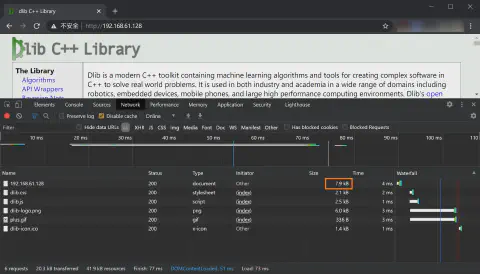 dlib C++ Library
不安全 | http://192.168.61.128
Dlib C++ Library
The Library
Algorithms
API Wrappers
Dlib is a modern C++ toolkit containing machine learning algorithms and tools for creating complex software in
C++ to solve real world problems. It is used in both industry and academia in a wide range of domains including
robotics, embedded devices, mobile phones, and large high performance computing environments. Dlib's open
Elements Console Sources Network Performance Memory Application Security Lighthouse
Preserve log Disable cache Online
Filter Hide data URLs All XHR JS CSS Img Media Font Doc WS Manifest Other Has blocked cookies Blocked Requests
10 ms 20 ms 30 ms 40 ms 50 ms 60 ms 70 ms 80 ms 90 ms 100 ms 110 ms
Name Status Type Initiator Size Time Waterfall
192.168.61.128 200 document Other 7.9 kB 4 ms
dlib.css 200 stylesheet (index) 2.1 kB 2 ms
dlib.js 200 script (index) 2.5 kB 1 ms
dlib-logo.png 200 png (index) 6.0 kB 3 ms
plus.gif 200 gif (index) 336 B 3 ms
dlib-icon.ico 200 x-icon Other 1.4 kB 1 ms
6 requests 20.3 kB transferred 41.9 kB resources Finish: 77 ms DOMContentLoaded: 51 ms Load: 73 ms